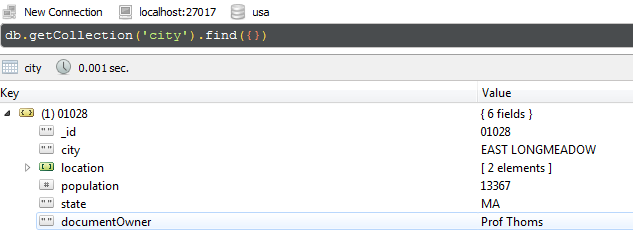 New Connection localhost:27017 usa
db.getCollection('city').find({})
city 0.001 sec.
Key Value
(1) 01028 { 6 fields }
_id 01028
city EAST LONGMEADOW
location [ 2 elements ]
population 13367
state MA
documentOwner Prof Thoms